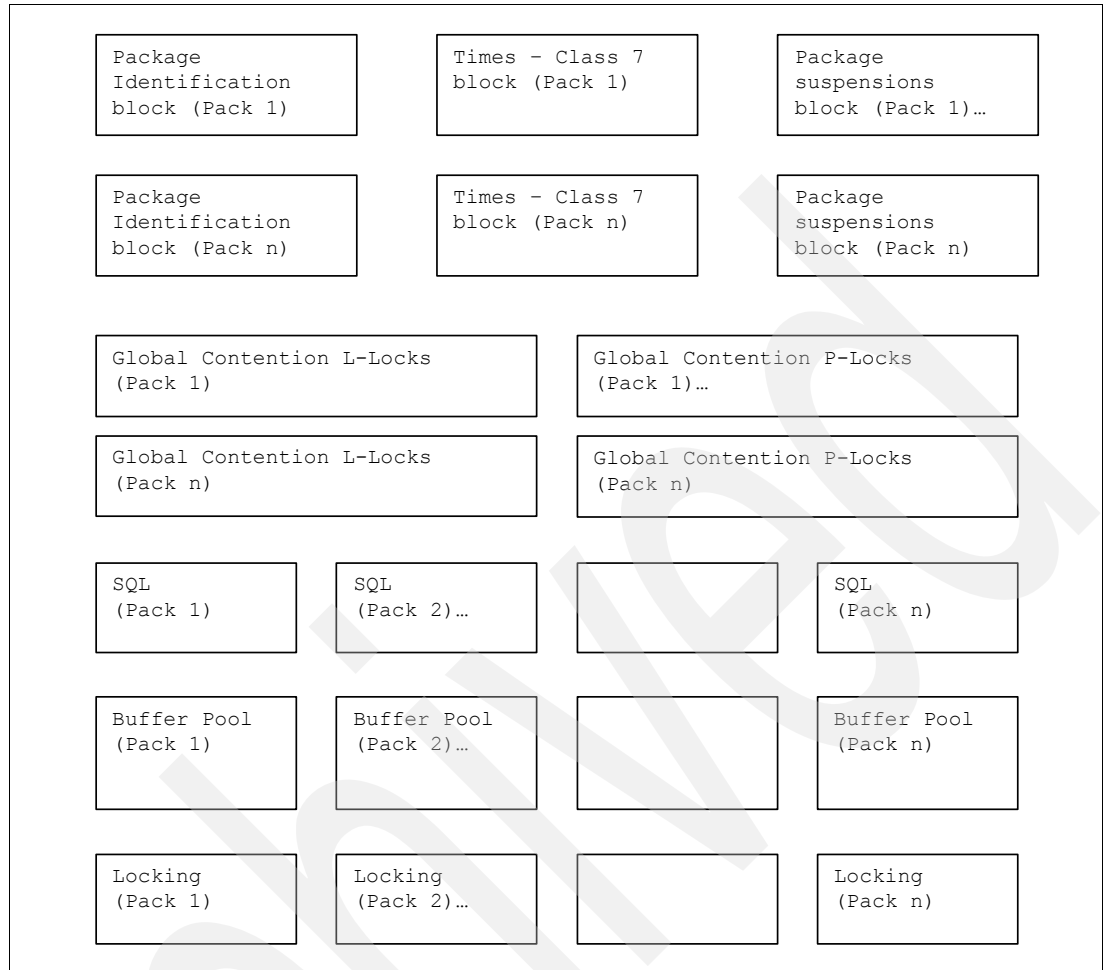 Package
Identification
block (Pack 1)
Times – Class 7
block (Pack 1)
Package
suspensions
block (Pack 1)…
Package
Identification
block (Pack n)
Times – Class 7
block (Pack n)
Package
suspensions
block (Pack n)
Global Contention L-Locks
(Pack 1)
Global Contention P-Locks
(Pack 1)…
Global Contention L-Locks
(Pack n)
Global Contention P-Locks
(Pack n)
SQL
(Pack 1)
SQL
(Pack 2)…
SQL
(Pack n)
Buffer Pool
(Pack 1)
Buffer Pool
(Pack 2)…
Buffer Pool
(Pack n)
Locking
(Pack 1)
Locking
(Pack 2)…
Locking
(Pack n)
hived